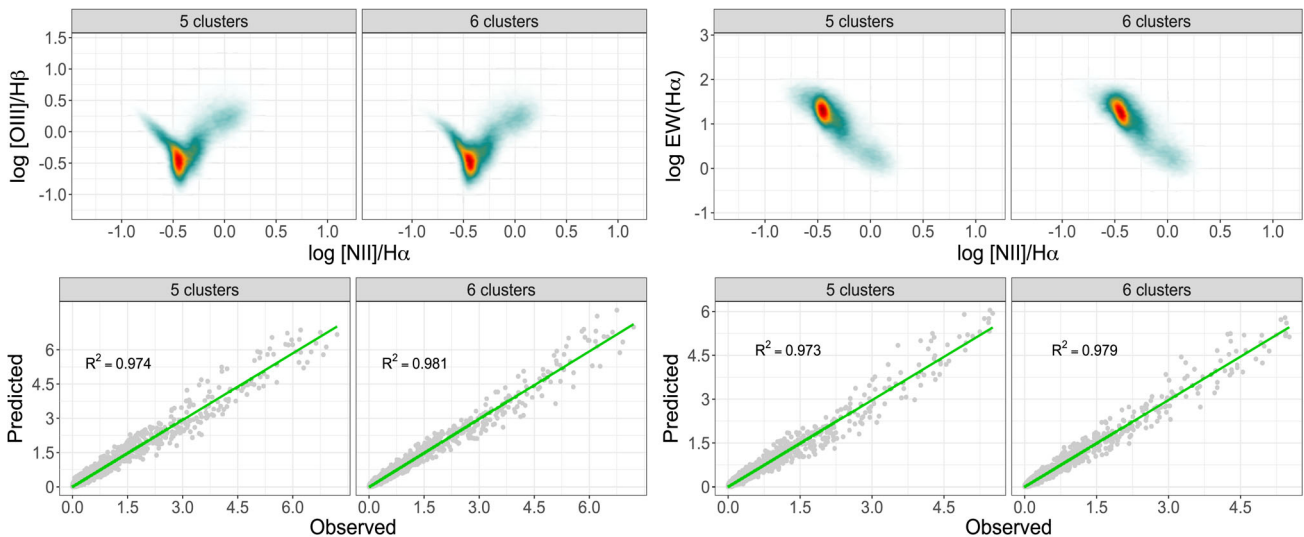 5 clusters 6 clusters
1.5
1.0
0.5
0.0
-0.5
-1.0
log [OIII]/Hβ
-1.0 -0.5 0.0 0.5 1.0 -1.0 -0.5 0.0 0.5 1.0
log [NII]/Hα
5 clusters 6 clusters
3
2
1
0
-1
log EW(Hα)
-1.0 -0.5 0.0 0.5 1.0 -1.0 -0.5 0.0 0.5 1.0
log [NII]/Hα
5 clusters 6 clusters
R² = 0.974 R² = 0.981
6
4.5
3
1.5
0
Predicted
0.0 1.5 3.0 4.5 6.0 0.0 1.5 3.0 4.5 6.0
Observed
5 clusters 6 clusters
R² = 0.973 R² = 0.979
6
4.5
3
1.5
0
Predicted
0.0 1.5 3.0 4.5 0.0 1.5 3.0 4.5
Observed